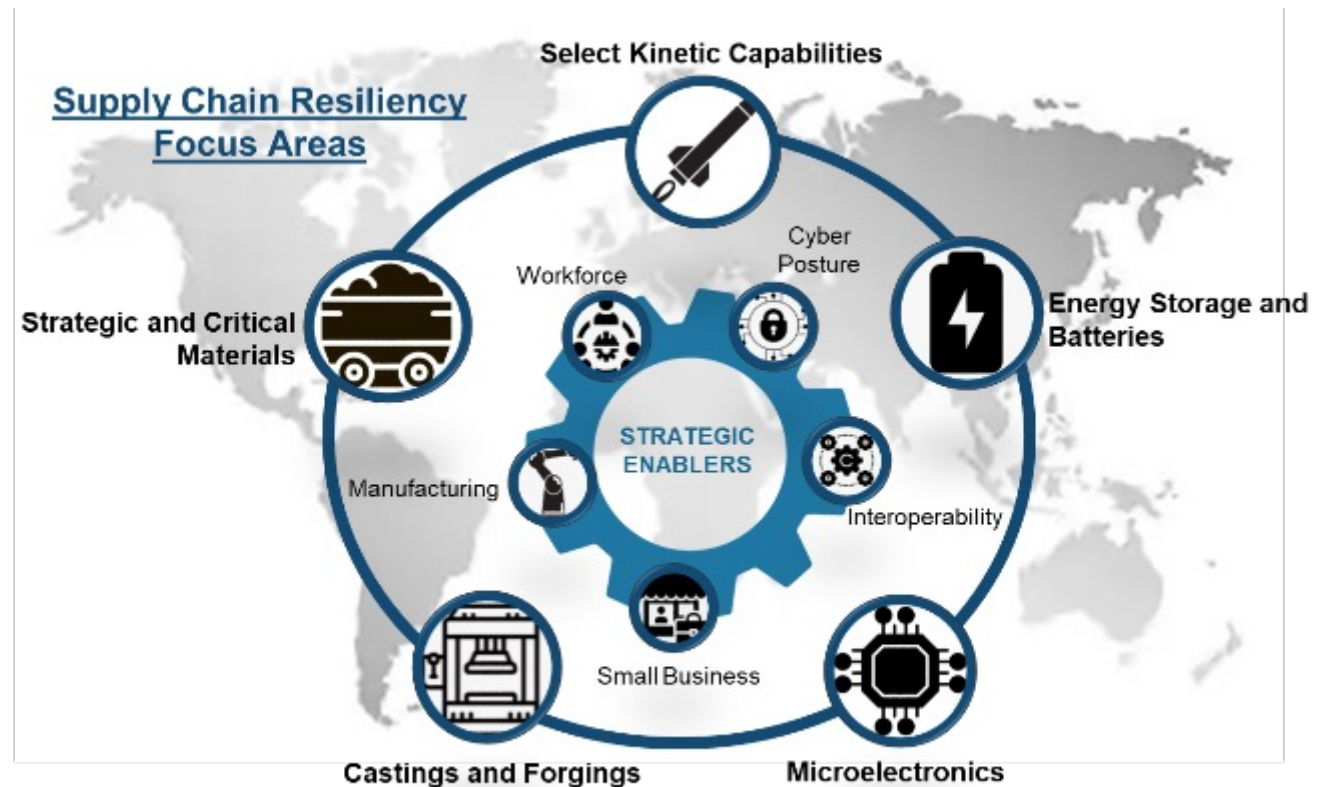 Select Kinetic Capabilities
Supply Chain Resiliency
Focus Areas
Cyber
Posture
Workforce
Energy Storage and
Batteries
Strategic and Critical
Materials
STRATEGIC
ENABLERS
Manufacturing
Interoperability
Small Business
Castings and Forgings
Microelectronics